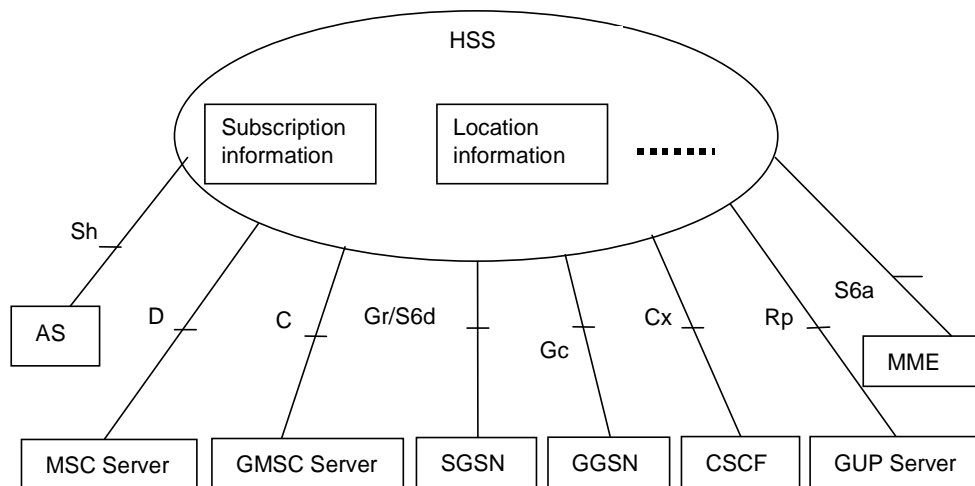 HSS
Subscription
information
Location
information
Sh
AS
D
C
Gr/S6d
Gc
Cx
Rp
S6a
MME
MSC Server
GMSC Server
SGSN
GGSN
CSCF
GUP Server